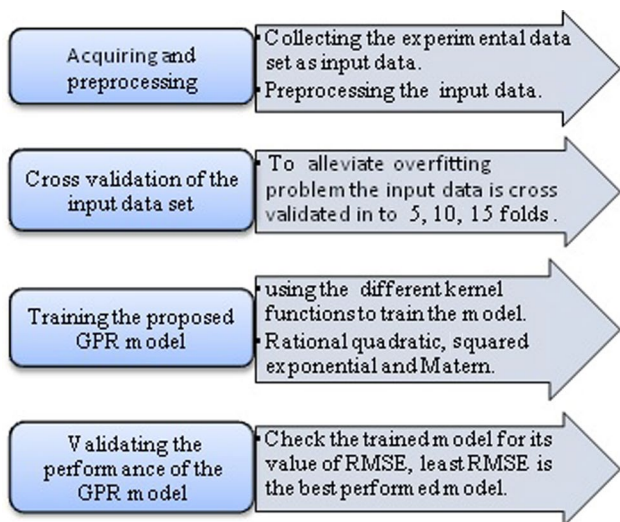 Acquiring and
preprocessing
▪ Collecting the experimental data
set as input data.
▪ Preprocessing the input data.
Cross validation of the
input data set
▪ To alleviate overfitting
problem the input data is cross
validated in to 5, 10, 15 folds.
Training the proposed
GPR model
▪ using the different kernel
functions to train the model.
▪ Rational quadratic, squared
exponential and Matern.
Validating the
performance of the
GPR model
▪ Check the trained model for its
value of RMSE, least RMSE is
the best performed model.